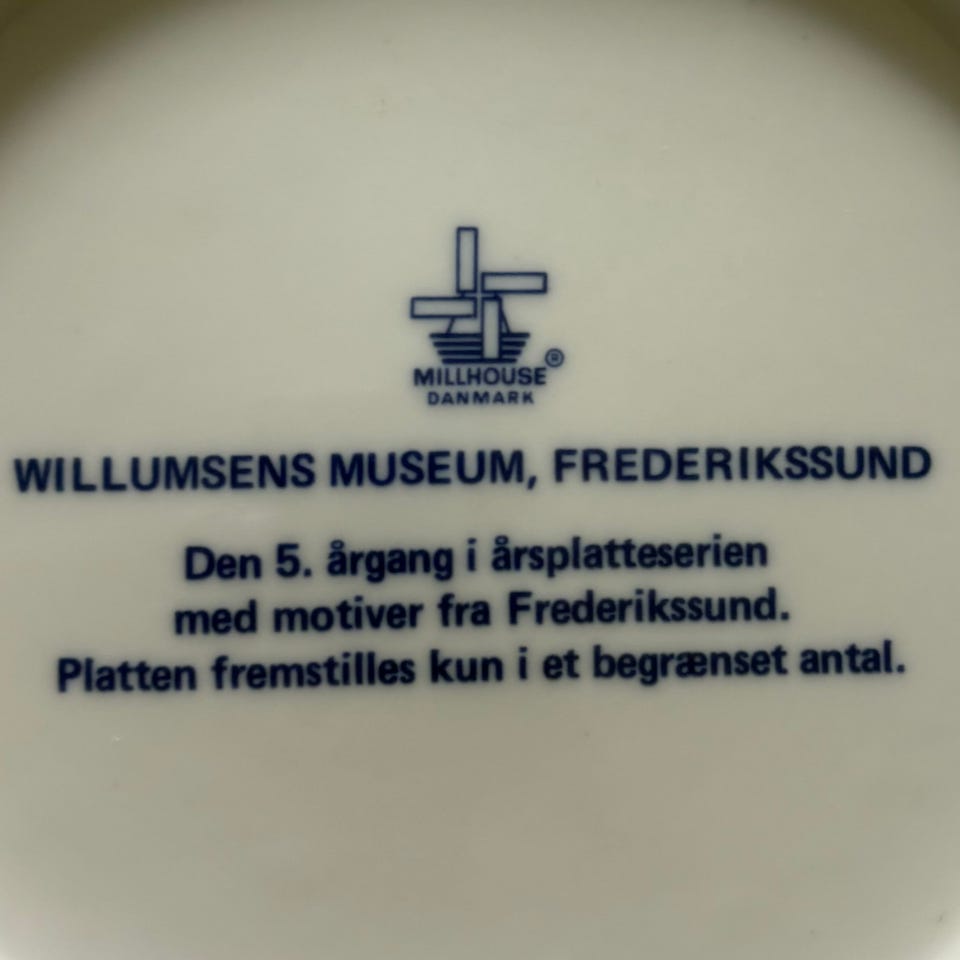 MILLHOUSE ®
DANMARK
WILLUMSENS MUSEUM, FREDERIKSSUND
Den 5. årgang i årsplatteserien
med motiver fra Frederikssund.
Platten fremstilles kun i et begrænset antal.